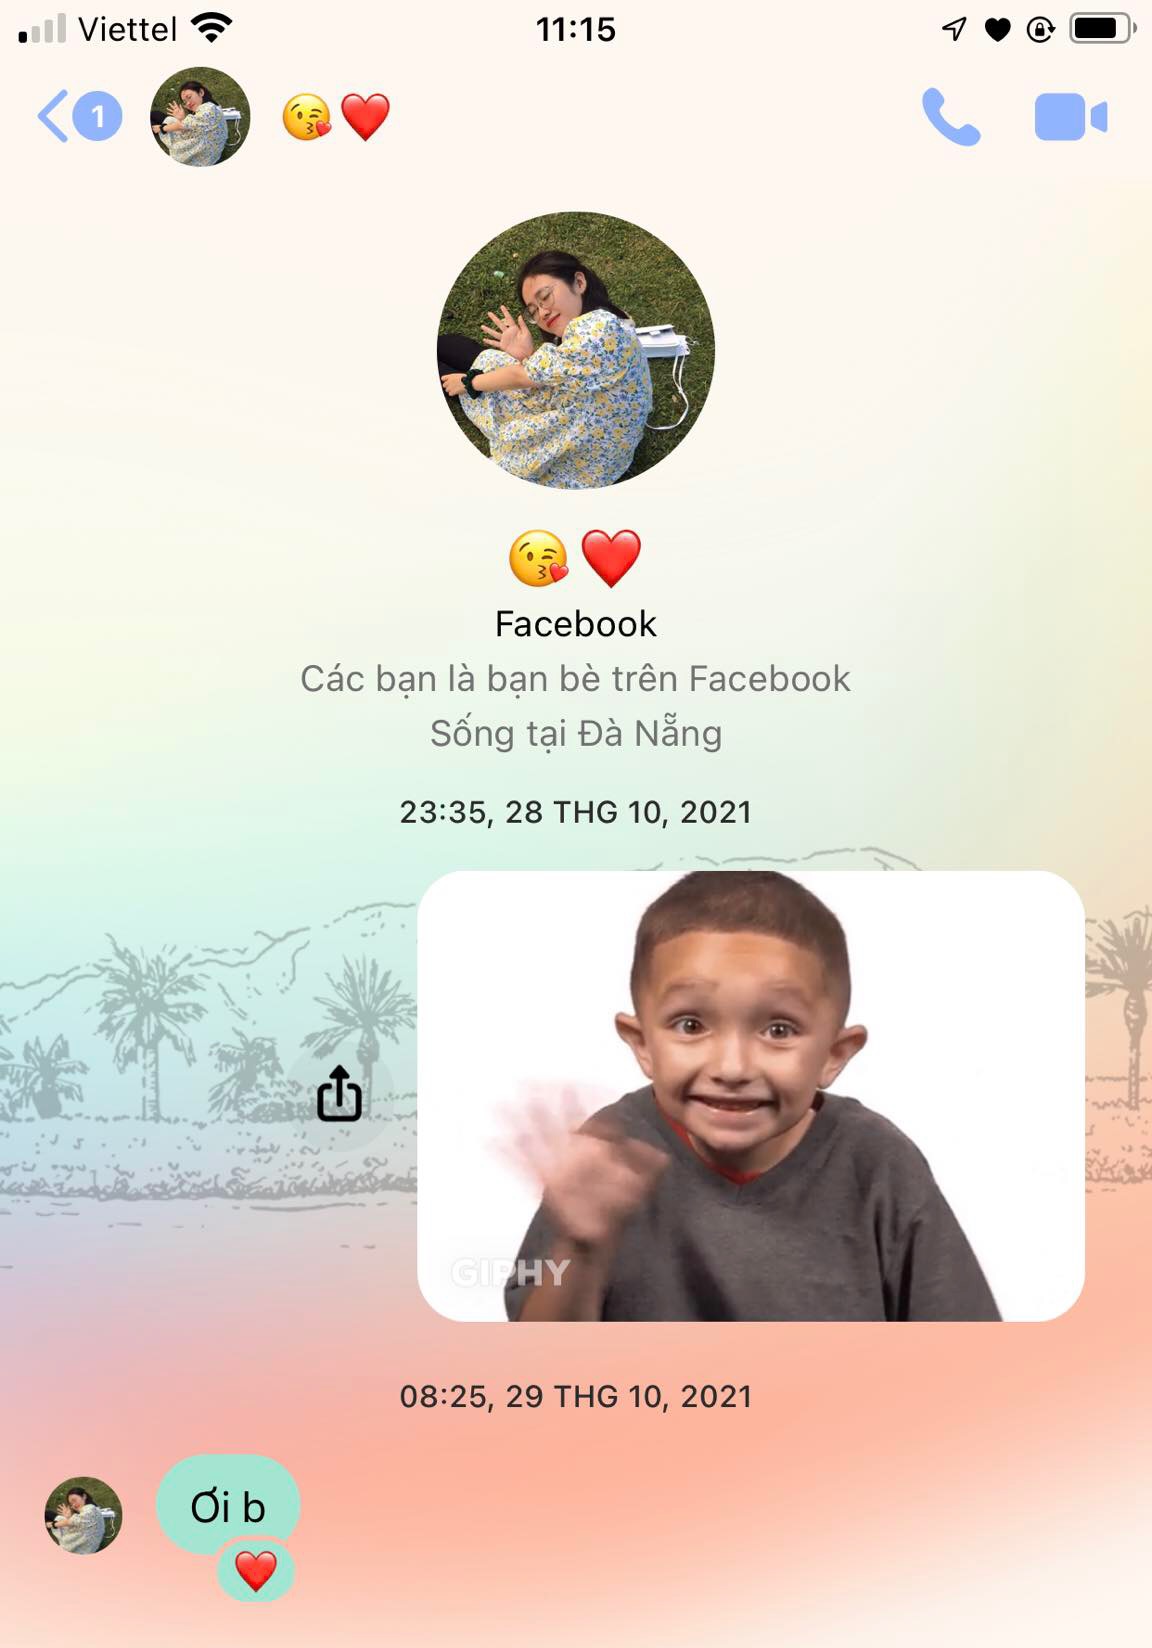 Viettel 11:15
1 😘❤️
😘❤️
Facebook
Các bạn là bạn bè trên Facebook
Sống tại Đà Nẵng
23:35, 28 THG 10, 2021
GIPHY
08:25, 29 THG 10, 2021
Ơi b
❤️